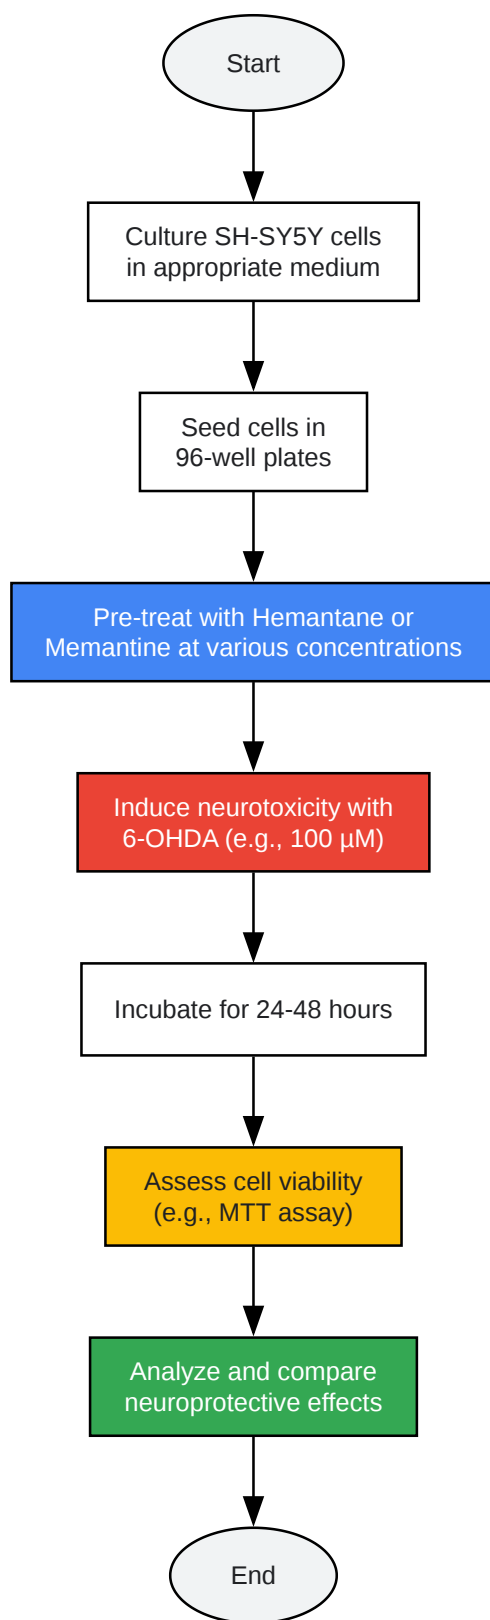 Start
Culture SH-SY5Y cells
in appropriate medium
Seed cells in
96-well plates
Pre-treat with Hemantane or
Memantine at various concentrations
Induce neurotoxicity with
6-OHDA (e.g., 100 µM)
Incubate for 24-48 hours
Assess cell viability
(e.g., MTT assay)
Analyze and compare
neuroprotective effects
End